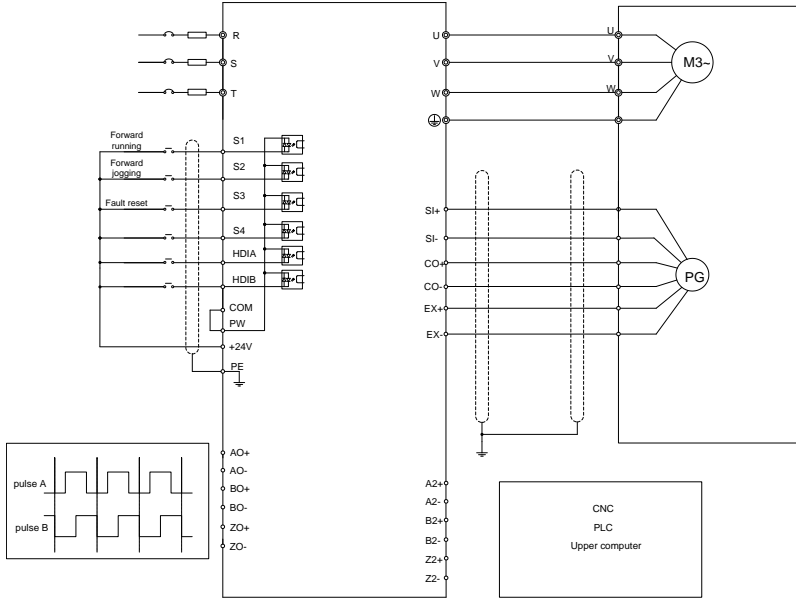 R
S
T
Forward
running
S1
Forward
jogging
S2
Fault reset
S3
S4
HDIA
HDIB
COM
PW
+24V
PE
AO+
AO-
BO+
BO-
ZO+
ZO-
pulse A
pulse B
U
V
W
SI+
SI-
CO+
CO-
EX+
EX-
A2+
A2-
B2+
B2-
Z2+
Z2-
U
V
W
M3~
PG
CNC
PLC
Upper computer